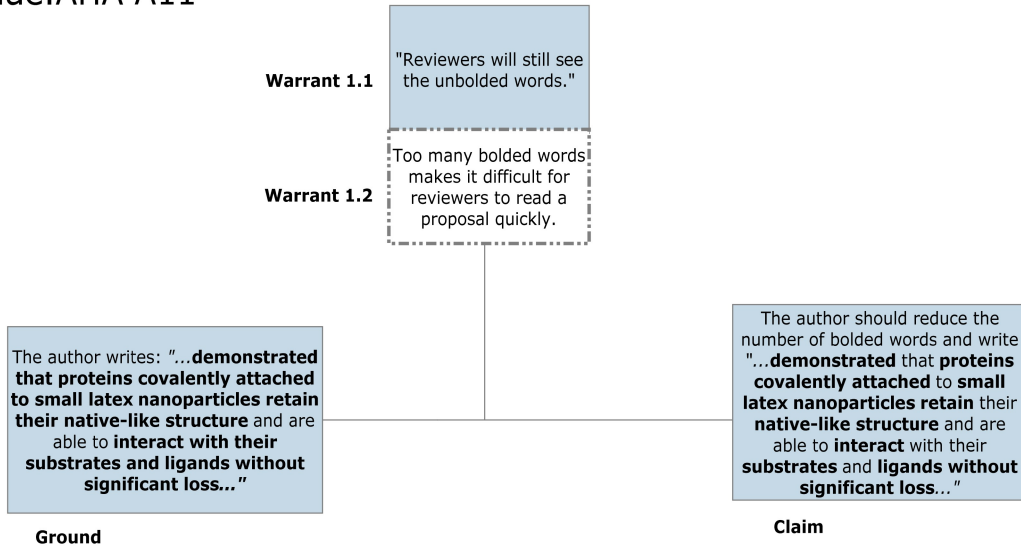 "Reviewers will still see
the unbolded words."
Warrant 1.1
Too many bolded words
makes it difficult for
reviewers to read a
proposal quickly.
Warrant 1.2
The author writes: "...demonstrated
that proteins covalently attached
to small latex nanoparticles retain
their native-like structure and are
able to interact with their
substrates and ligands without
significant loss..."
Ground
The author should reduce the
number of bolded words and write
"...demonstrated that proteins
covalently attached to small
latex nanoparticles retain their
native-like structure and are
able to interact with their
substrates and ligands without
significant loss..."
Claim